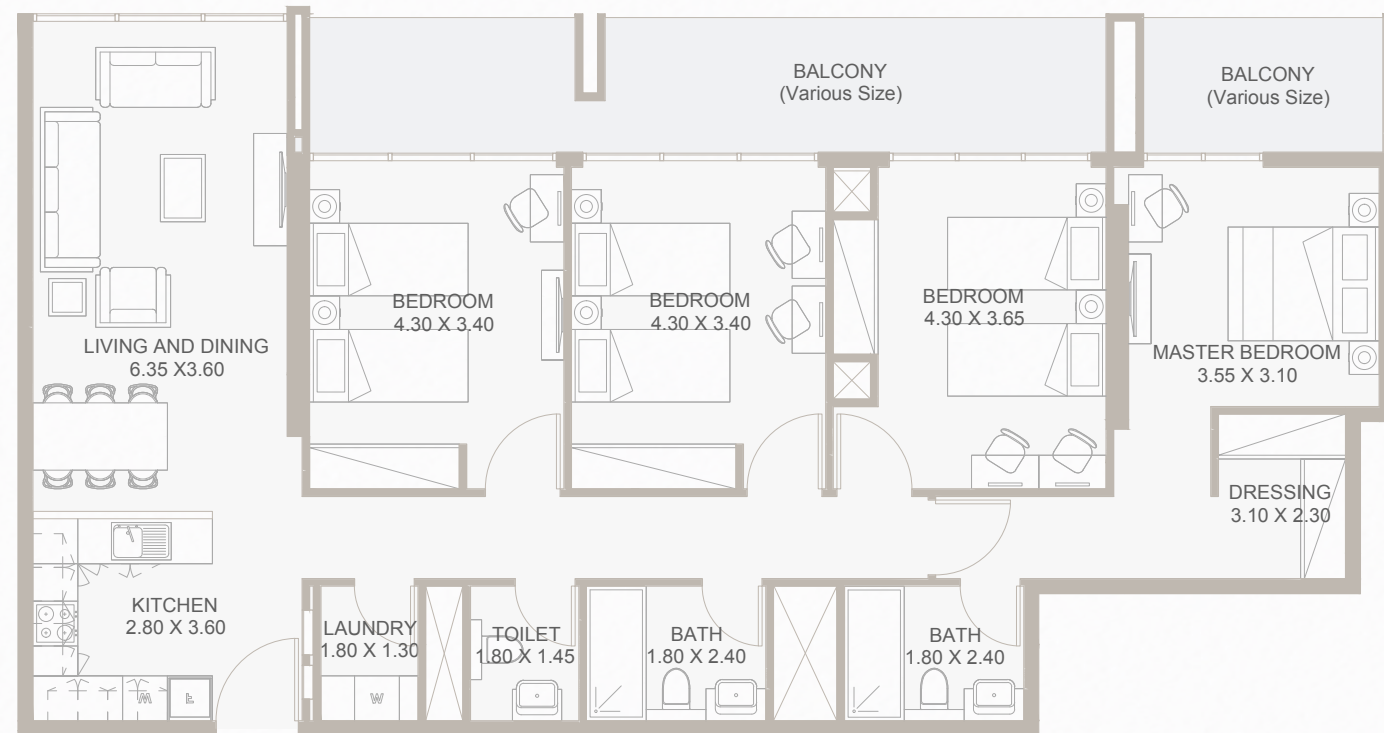 BALCONY
(Various Size)
BALCONY
(Various Size)
BEDROOM
4.30 X 3.40
BEDROOM
4.30 X 3.40
BEDROOM
4.30 X 3.65
LIVING AND DINING
6.35 X3.60
MASTER BEDROOM
3.55 X 3.10
DRESSING
3.10 X 2.30
KITCHEN
2.80 X 3.60
LAUNDRY
1.80 X 1.30
TOILET
1.80 X 1.45
BATH
1.80 X 2.40
BATH
1.80 X 2.40
W